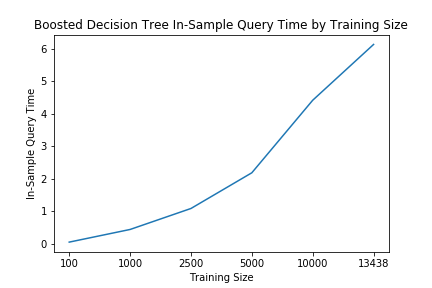 Boosted Decision Tree In-Sample Query Time by Training Size
In-Sample Query Time
6
5
4
3
2
1
0
100 1000 2500 5000 10000 13438
Training Size